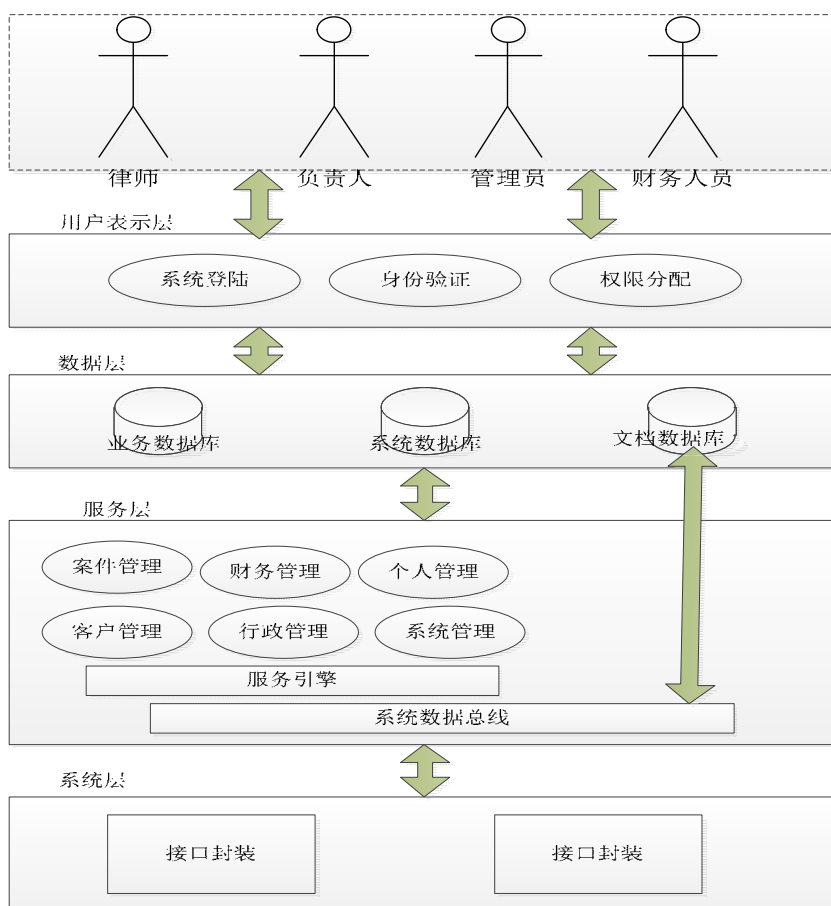 律师
负责人
管理员
财务人员
用户表示层
系统登陆
身份验证
权限分配
数据层
业务数据库
系统数据库
文档数据库
服务层
案件管理
财务管理
个人管理
客户管理
行政管理
系统管理
服务引擎
系统数据总线
系统层
接口封装
接口封装